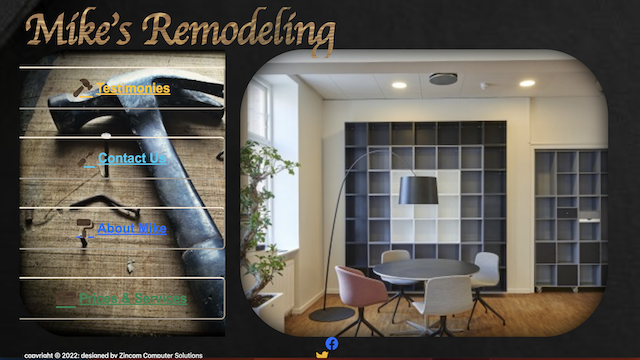 Mike's Remodeling
Testimonies
Contact Us
About Mike
Prices & Services
copyright © 2022: designed by Zincom Computer Solutions